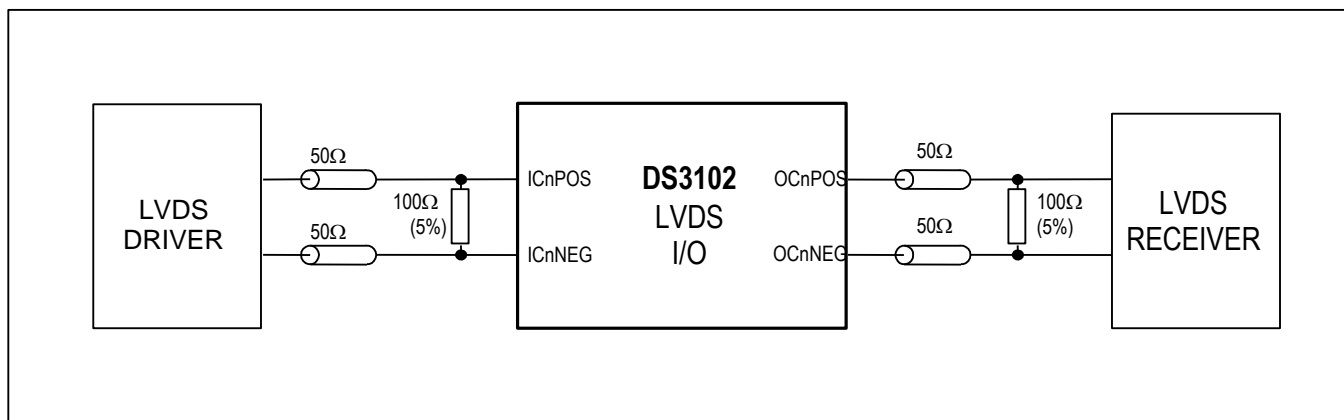 LVDS
DRIVER
50Ω
50Ω
100Ω
(5%)
ICnPOS
ICnNEG
DS3102
LVDS
I/O
OCnPOS
OCnNEG
50Ω
50Ω
100Ω
(5%)
LVDS
RECEIVER